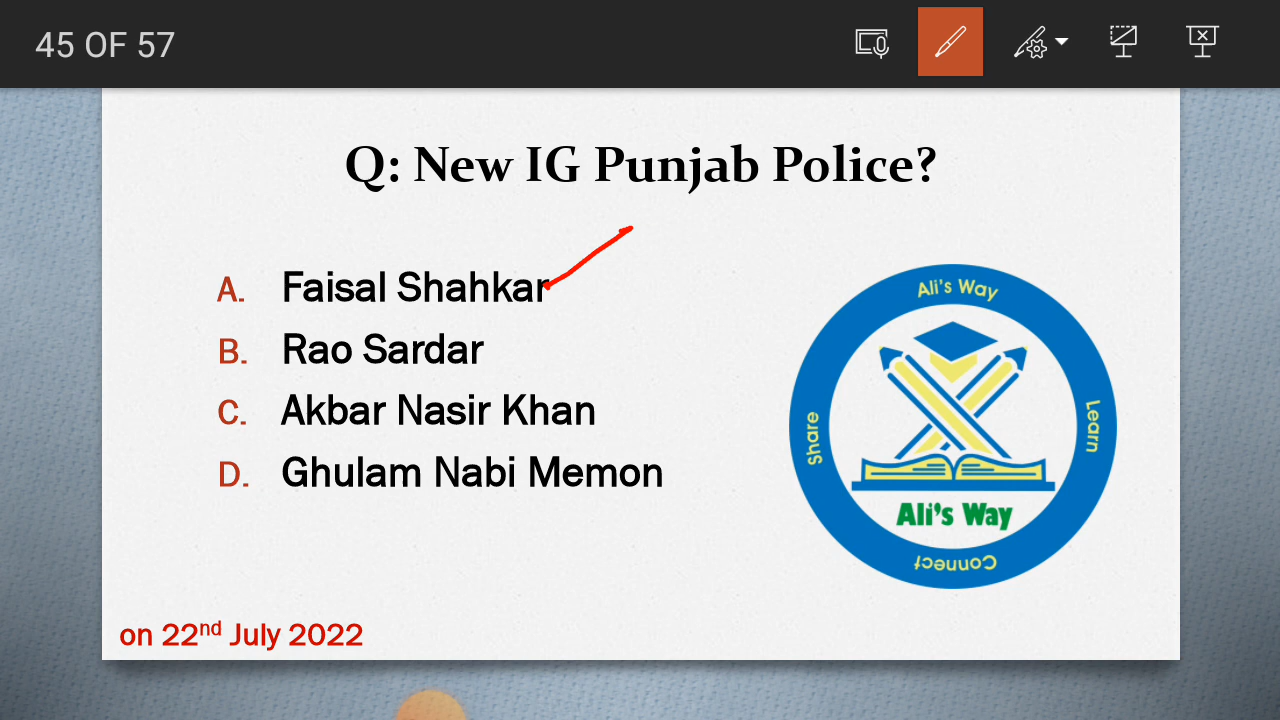 45 OF 57
Q: New IG Punjab Police?
A. Faisal Shahkar
B. Rao Sardar
C. Akbar Nasir Khan
D. Ghulam Nabi Memon
Ali's Way
Share
Learn
Ali's Way
Connect
on 22nd July 2022